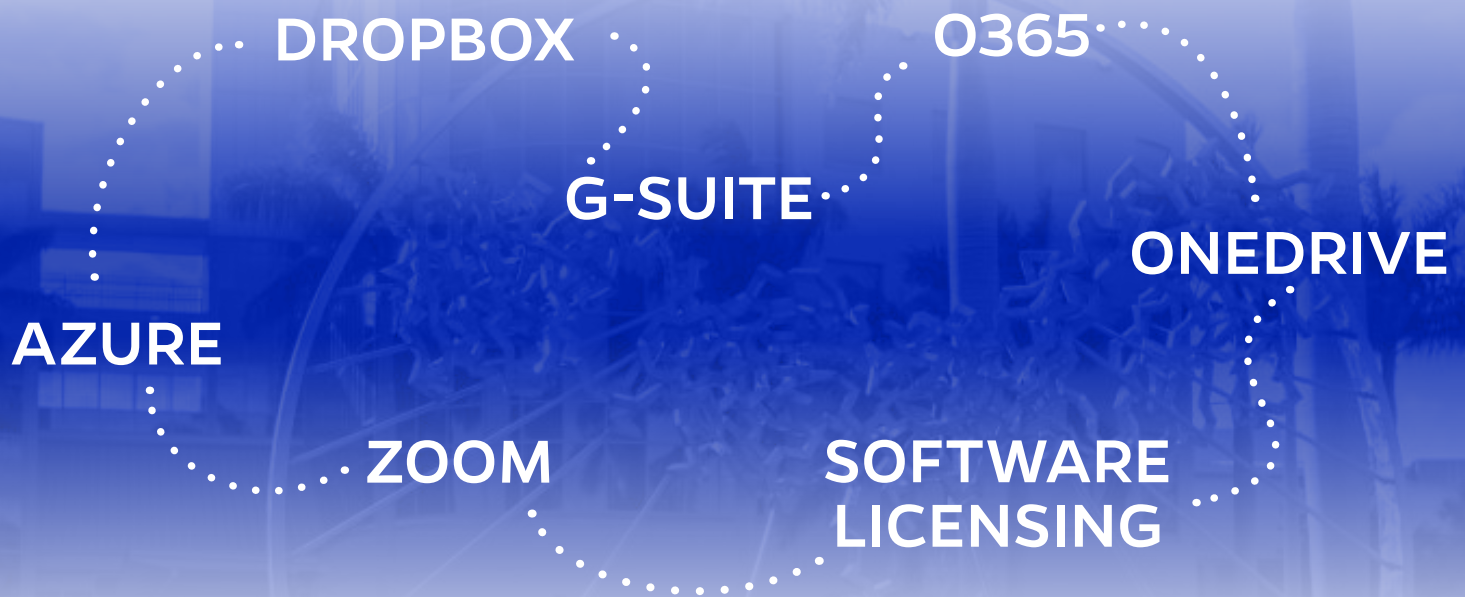 DROPBOX
O365
G-SUITE
ONEDRIVE
AZURE
ZOOM
SOFTWARE
LICENSING